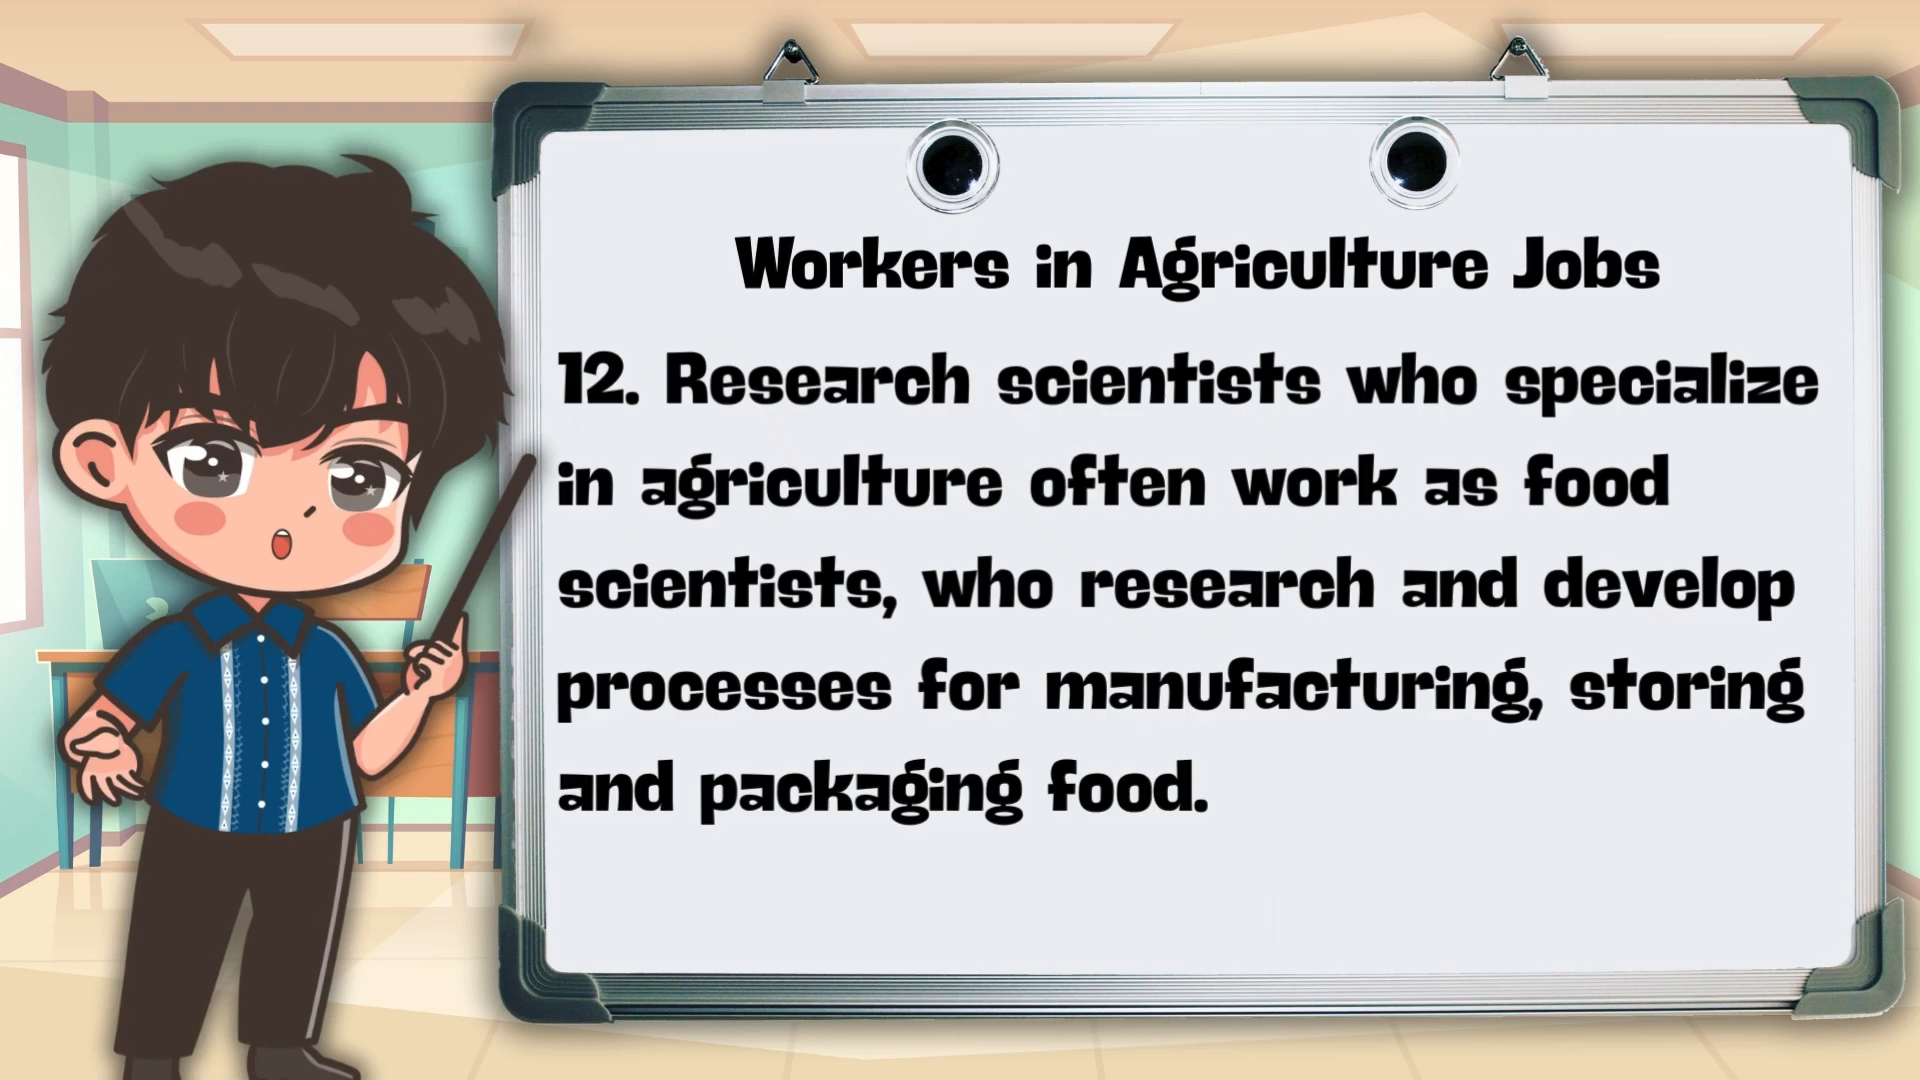 Workers in Agriculture Jobs
12. Research scientists who specialize
in agriculture often work as food
scientists, who research and develop
processes for manufacturing, storing
and packaging food.